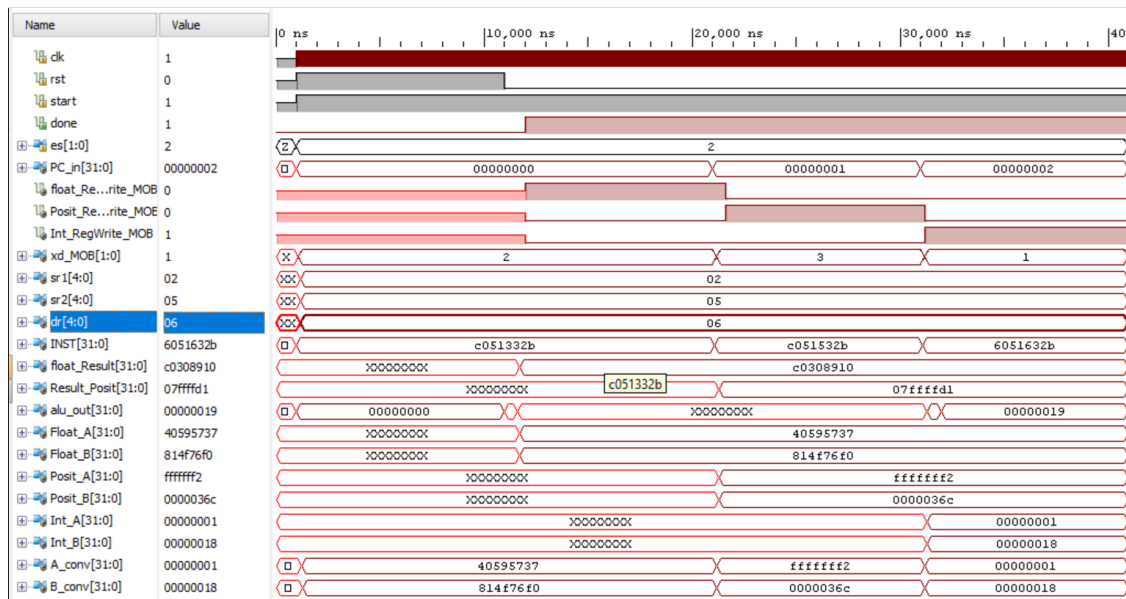 Name Value
0 ns 10,000 ns 20,000 ns 30,000 ns 40
clk 1
rst 0
start 1
done 1
es[1:0] 2 Z 2
PC_in[31:0] 00000002 00000000 00000001 00000002
float_Re...rite_MOB 0
Posit_Re...rite_MOB 0
Int_RegWrite_MOB 1
xd_MOB[1:0] 1 X 2 3 1
sr1[4:0] 02 XX 02
sr2[4:0] 05 XX 05
dr[4:0] 06 XX 06
INST[31:0] 6051632b c051332b c051532b 6051632b
float_Result[31:0] c0308910 XXXXXXXX c0308910
Result_Posit[31:0] 07ffffd1 XXXXXXXX c051332b 07ffffd1
alu_out[31:0] 00000019 00000000 XXXXXXXX 00000019
Float_A[31:0] 40595737 XXXXXXXX 40595737
Float_B[31:0] 814f76f0 XXXXXXXX 814f76f0
Posit_A[31:0] fffffff2 XXXXXXXX fffffff2
Posit_B[31:0] 0000036c XXXXXXXX 0000036c
Int_A[31:0] 00000001 XXXXXXXX 00000001
Int_B[31:0] 00000018 XXXXXXXX 00000018
A_conv[31:0] 00000001 40595737 fffffff2 00000001
B_conv[31:0] 00000018 814f76f0 0000036c 00000018